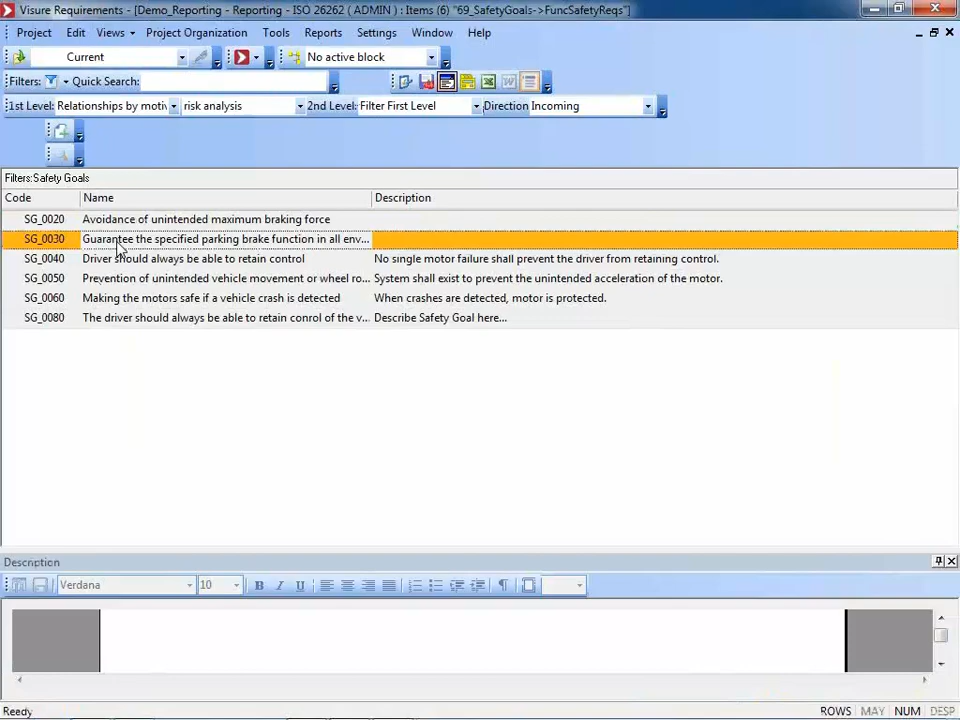 Visure Requirements - [Demo_Reporting - Reporting - ISO 26262 ( ADMIN ) : Items (6) "69_SafetyGoals->FuncSafetyReqs"]
Project Edit Views Project Organization Tools Reports Settings Window Help
Current No active block
Filters: Quick Search:
1st Level: Relationships by motiv risk analysis 2nd Level: Filter First Level Direction Incoming
Filters:Safety Goals
Code Name Description
SG_0020 Avoidance of unintended maximum braking force
SG_0030 Guarantee the specified parking brake function in all env...
SG_0040 Driver should always be able to retain control No single motor failure shall prevent the driver from retaining control.
SG_0050 Prevention of unintended vehicle movement or wheel ro... System shall exist to prevent the unintended acceleration of the motor.
SG_0060 Making the motors safe if a vehicle crash is detected When crashes are detected, motor is protected.
SG_0080 The driver should always be able to retain conrol of the v... Describe Safety Goal here...
Description
Verdana 10 B I U
Ready ROWS MAY NUM DESP